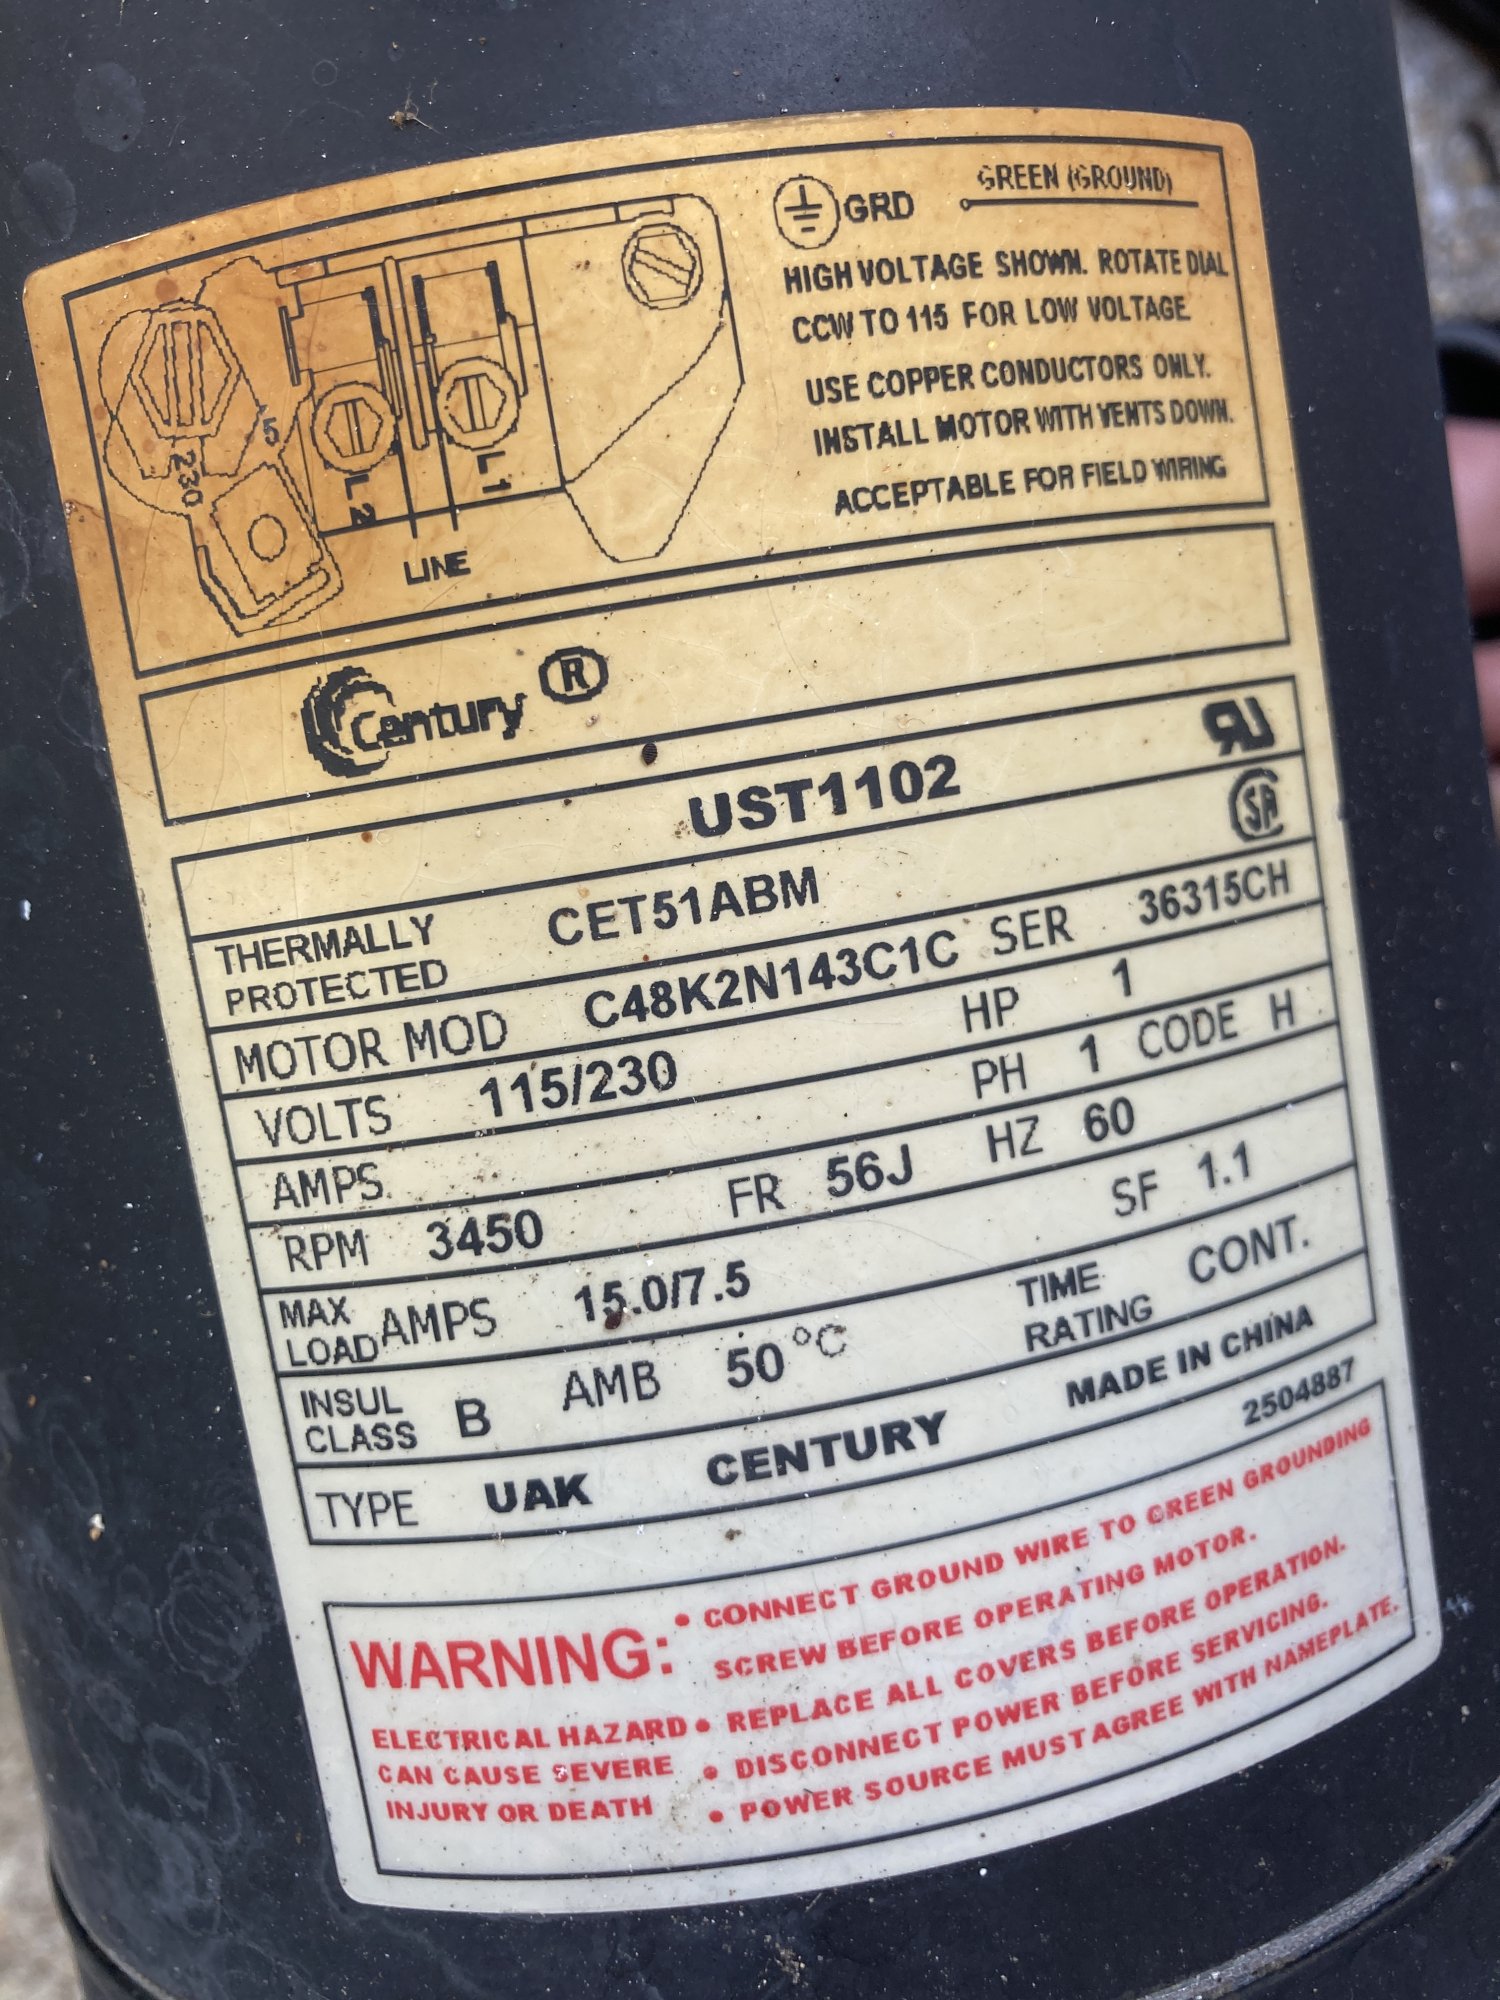 GRD GREEN (GROUND)
HIGH VOLTAGE SHOWN. ROTATE DIAL
CCW TO 115 FOR LOW VOLTAGE
USE COPPER CONDUCTORS ONLY.
INSTALL MOTOR WITH VENTS DOWN.
ACCEPTABLE FOR FIELD WIRING
5
230
L2
L1
LINE
Century ®
UST1102
THERMALLY PROTECTED CET51ABM
MOTOR MOD C48K2N143C1C SER 36315CH
VOLTS 115/230 HP 1
AMPS PH 1 CODE H
RPM 3450 FR 56J HZ 60
MAX LOAD AMPS 15.0/7.5 SF 1.1
INSUL CLASS B AMB 50 °C TIME RATING CONT.
TYPE UAK CENTURY MADE IN CHINA
2504887
WARNING:
ELECTRICAL HAZARD
CAN CAUSE SEVERE
INJURY OR DEATH
• CONNECT GROUND WIRE TO GREEN GROUNDING
SCREW BEFORE OPERATING MOTOR.
• REPLACE ALL COVERS BEFORE OPERATION.
• DISCONNECT POWER BEFORE SERVICING.
• POWER SOURCE MUST AGREE WITH NAMEPLATE.